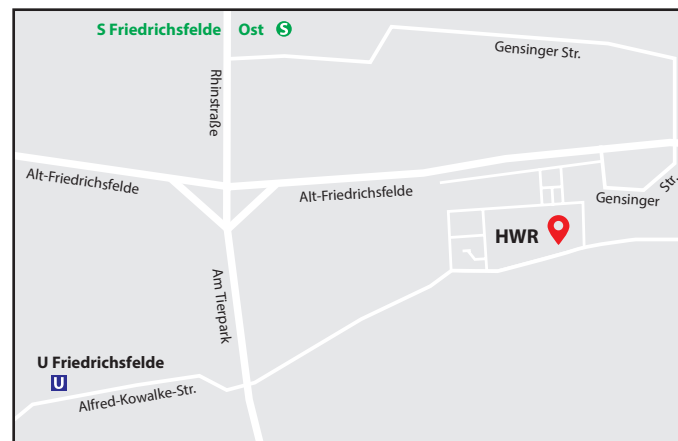 S Friedrichsfelde Ost S
Gensinger Str.
Rhinstraße
Alt-Friedrichsfelde
Alt-Friedrichsfelde
Gensinger Str.
HWR
Am Tierpark
U Friedrichsfelde
U
Alfred-Kowalke-Str.